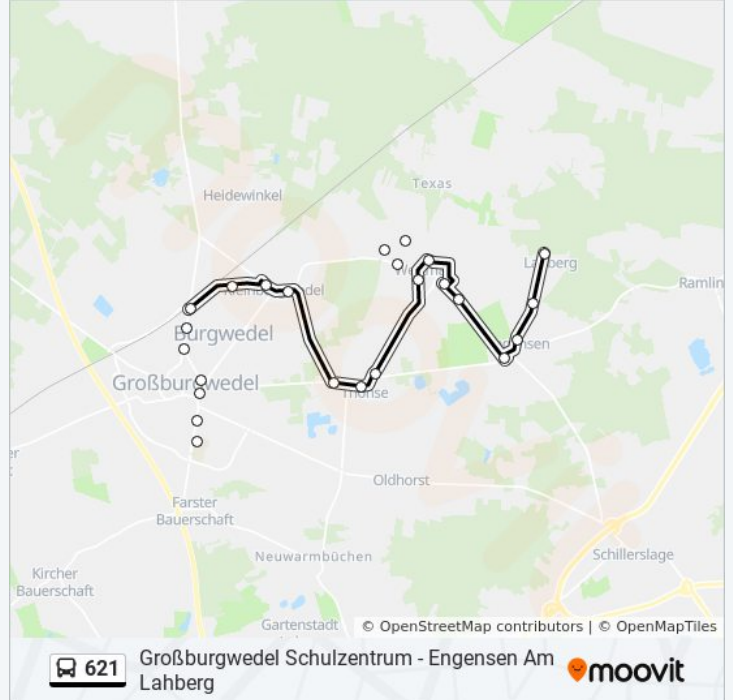 Texas
Heidewinkel
Lahberg
Ramlin
Burgwedel
Großburgwedel
Thönse
Oldhorst
er
Farster
Bauerschaft
Schillerslage
Neuwarmbüchen
Kircher
Bauerschaft
Gartenstadt
© OpenStreetMap contributors | © OpenMapTiles
621
Großburgwedel Schulzentrum - Engensen Am
Lahberg
moovit